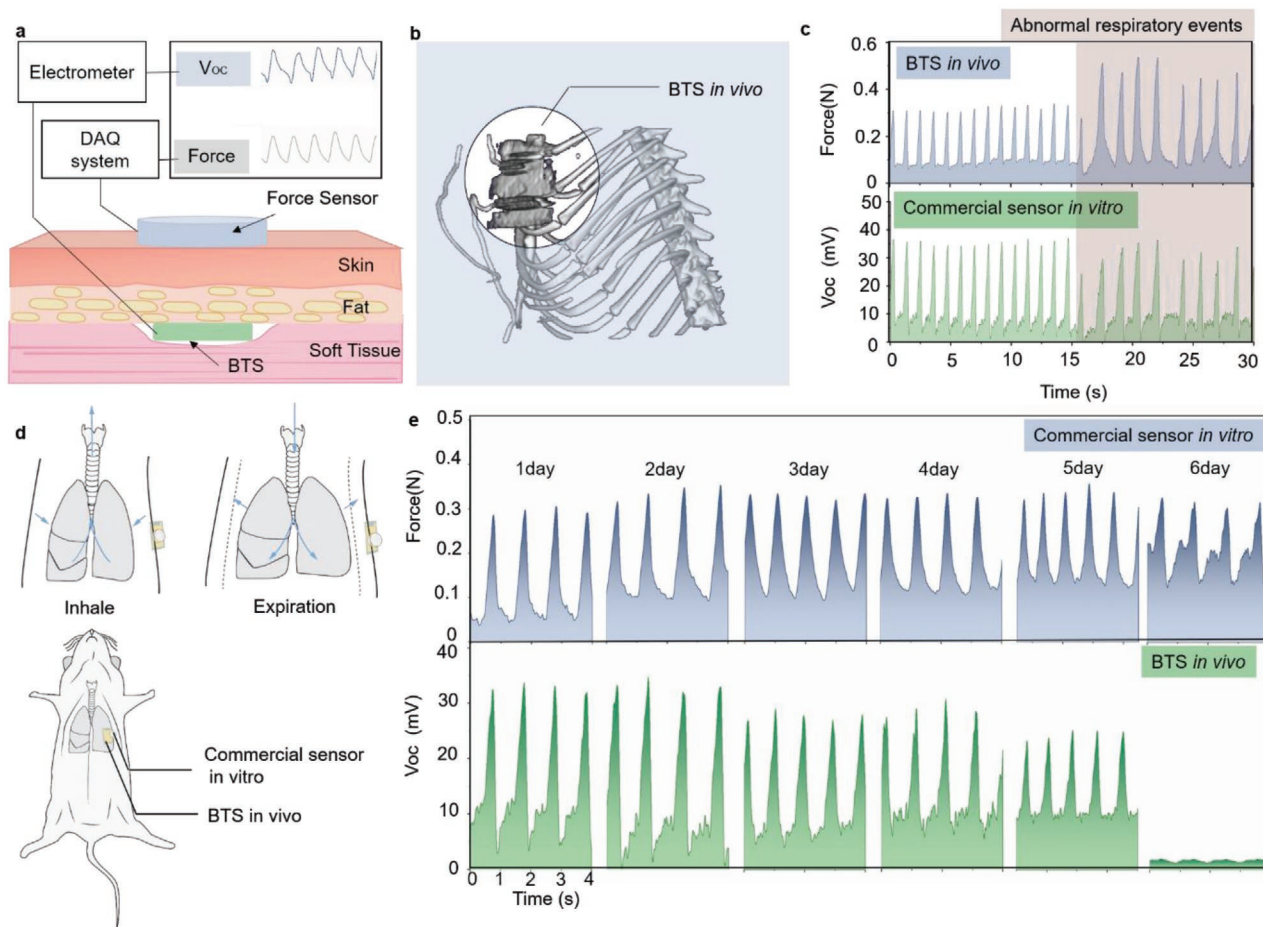 a
Electrometer
VOC
DAQ
system
Force
Force Sensor
Skin
Fat
Soft Tissue
BTS
b
BTS in vivo
c
Abnormal respiratory events
BTS in vivo
Force(N)
0.6
0.4
0.2
0
Commercial sensor in vitro
Voc (mV)
50
40
30
20
10
0
0 5 10 15 20 25 30
Time (s)
d
Inhale
Expiration
Commercial sensor
in vitro
BTS in vivo
e
Commercial sensor in vitro
1day 2day 3day 4day 5day 6day
Force(N)
0.5
0.4
0.3
0.2
0.1
0
BTS in vivo
Voc (mV)
40
30
20
10
0
0 1 2 3 4
Time (s)